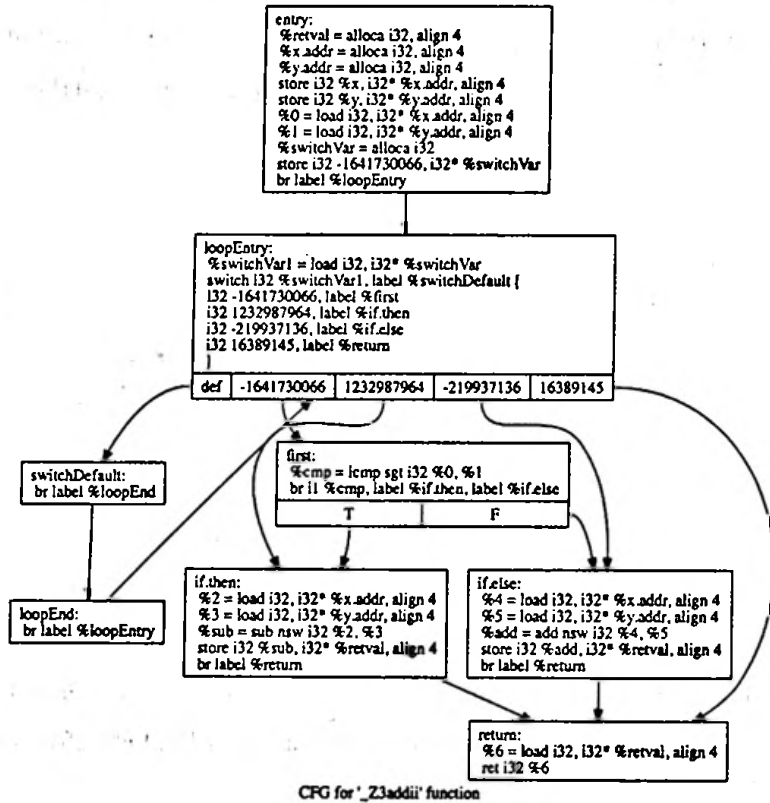 entry:
%retval = alloca i32, align 4
%x.addr = alloca i32, align 4
%y.addr = alloca i32, align 4
store i32 %x, i32* %x.addr, align 4
store i32 %y, i32* %y.addr, align 4
%0 = load i32, i32* %x.addr, align 4
%1 = load i32, i32* %y.addr, align 4
%switchVar = alloca i32
store i32 -1641730066, i32* %switchVar
br label %loopEntry
loopEntry:
%switchVar1 = load i32, i32* %switchVar
switch i32 %switchVar1, label %switchDefault [
i32 -1641730066, label %first
i32 1232987964, label %if.then
i32 -219937136, label %if.else
i32 16389145, label %return
]
def -1641730066 1232987964 -219937136 16389145
switchDefault:
br label %loopEnd
first:
%cmp = icmp sgt i32 %0, %1
br i1 %cmp, label %if.then, label %if.else
T F
loopEnd:
br label %loopEntry
if.then:
%2 = load i32, i32* %x.addr, align 4
%3 = load i32, i32* %y.addr, align 4
%sub = sub nsw i32 %2, %3
store i32 %sub, i32* %retval, align 4
br label %return
if.else:
%4 = load i32, i32* %x.addr, align 4
%5 = load i32, i32* %y.addr, align 4
%add = add nsw i32 %4, %5
store i32 %add, i32* %retval, align 4
br label %return
return:
%6 = load i32, i32* %retval, align 4
ret i32 %6
CFG for '_Z3addii' function